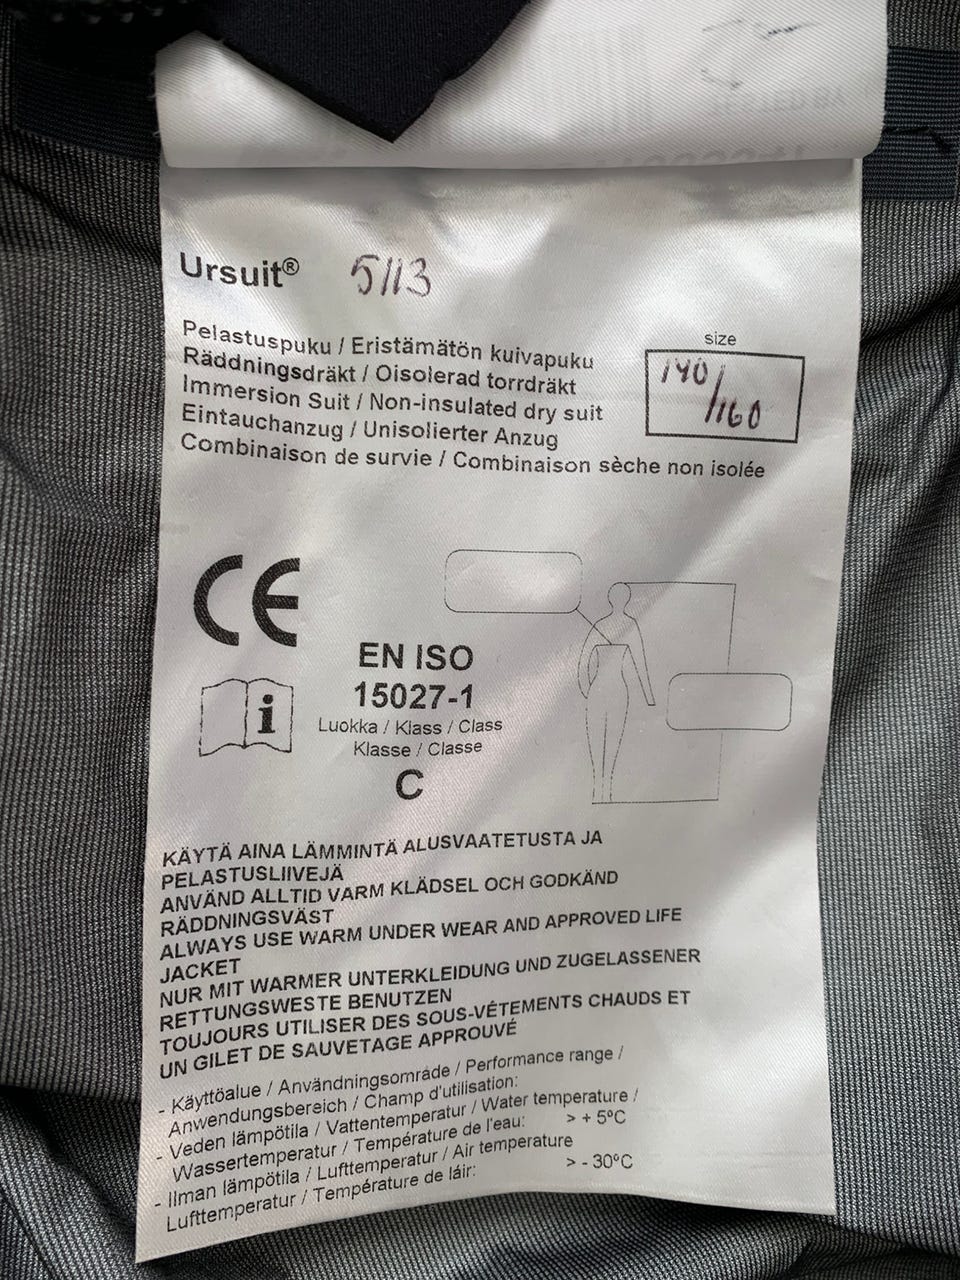 Ursuit® 5113
Pelastuspuku / Eristämätön kuivapuku
Räddningsdräkt / Oisolerad torrdräkt
Immersion Suit / Non-insulated dry suit
Eintauchanzug / Unisolierter Anzug
Combinaison de survie / Combinaison sèche non isolée
size
140/160
CE
EN ISO
15027-1
i
Luokka / Klass / Class
Klasse / Classe
C
KÄYTÄ AINA LÄMMINTÄ ALUSVAATETUSTA JA
PELASTUSLIIVEJÄ
ANVÄND ALLTID VARM KLÄDSEL OCH GODKÄND
RÄDDNINGSVÄST
ALWAYS USE WARM UNDER WEAR AND APPROVED LIFE
JACKET
NUR MIT WARMER UNTERKLEIDUNG UND ZUGELASSENER
RETTUNGSWESTE BENUTZEN
TOUJOURS UTILISER DES SOUS-VÉTEMENTS CHAUDS ET
UN GILET DE SAUVETAGE APPROUVÉ
- Käyttöalue / Användningsområde / Performance range /
Anwendungsbereich / Champ d'utilisation:
- Veden lämpötila / Vattentemperatur / Water temperature /
Wassertemperatur / Température de l'eau: > + 5ºC
- Ilman lämpötila / Lufttemperatur / Air temperature
Lufttemperatur / Température de láir: > - 30ºC